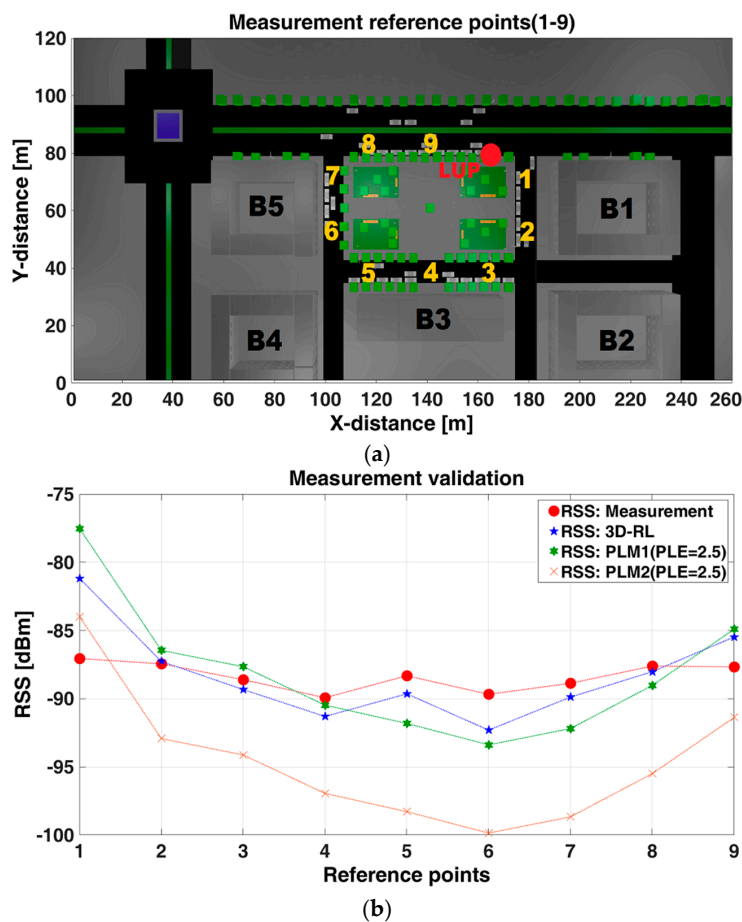 Measurement reference points(1-9)
120
100
80
60
40
20
0
Y-distance [m]
8
9
LUP
7
1
B5
B1
6
2
5
4
3
B3
B4
B2
0 20 40 60 80 100 120 140 160 180 200 220 240 260
X-distance [m]
(a)
Measurement validation
-75
-80
-85
-90
-95
-100
RSS [dBm]
RSS: Measurement
RSS: 3D-RL
RSS: PLM1(PLE=2.5)
RSS: PLM2(PLE=2.5)
1 2 3 4 5 6 7 8 9
Reference points
(b)